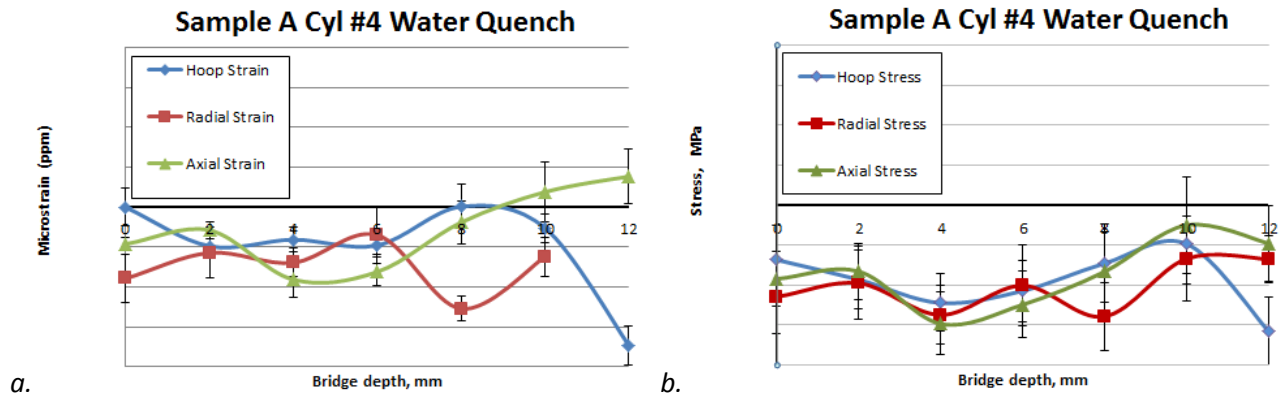 Sample A Cyl #4 Water Quench
Hoop Strain
Radial Strain
Axial Strain
Microstrain (ppm)
0 2 4 6 8 10 12
Bridge depth, mm
a.
Sample A Cyl #4 Water Quench
Hoop Stress
Radial Stress
Axial Stress
Stress, MPa
0 2 4 6 8 10 12
Bridge depth, mm
b.